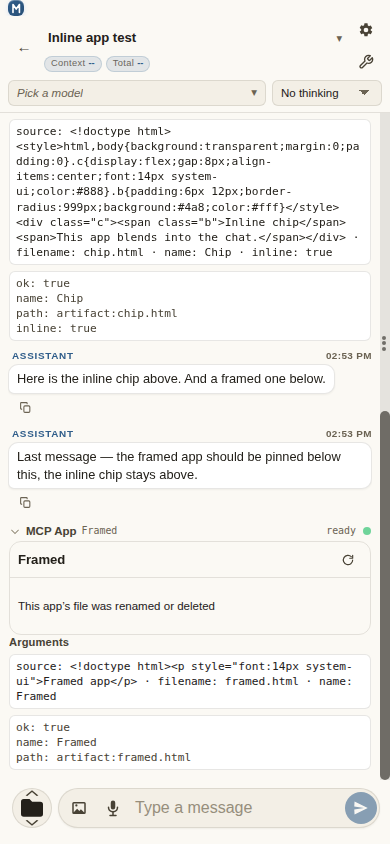 M
← Inline app test
Context -- Total --
Pick a model No thinking
source: <!doctype html>
<style>html,body{background:transparent;margin:0;pa
dding:0}.c{display:flex;gap:8px;align-
items:center;font:14px system-
ui;color:#888}.b{padding:6px 12px;border-
radius:999px;background:#4a8;color:#fff}</style>
<div class="c"><span class="b">Inline chip</span>
<span>This app blends into the chat.</span></div> ·
filename: chip.html · name: Chip · inline: true
ok: true
name: Chip
path: artifact:chip.html
inline: true
ASSISTANT 02:53 PM
Here is the inline chip above. And a framed one below.
ASSISTANT 02:53 PM
Last message — the framed app should be pinned below
this, the inline chip stays above.
MCP App Framed ready
Framed
This app's file was renamed or deleted
Arguments
source: <!doctype html><p style="font:14px system-
ui">Framed app</p> · filename: framed.html · name:
Framed
ok: true
name: Framed
path: artifact:framed.html
Type a message